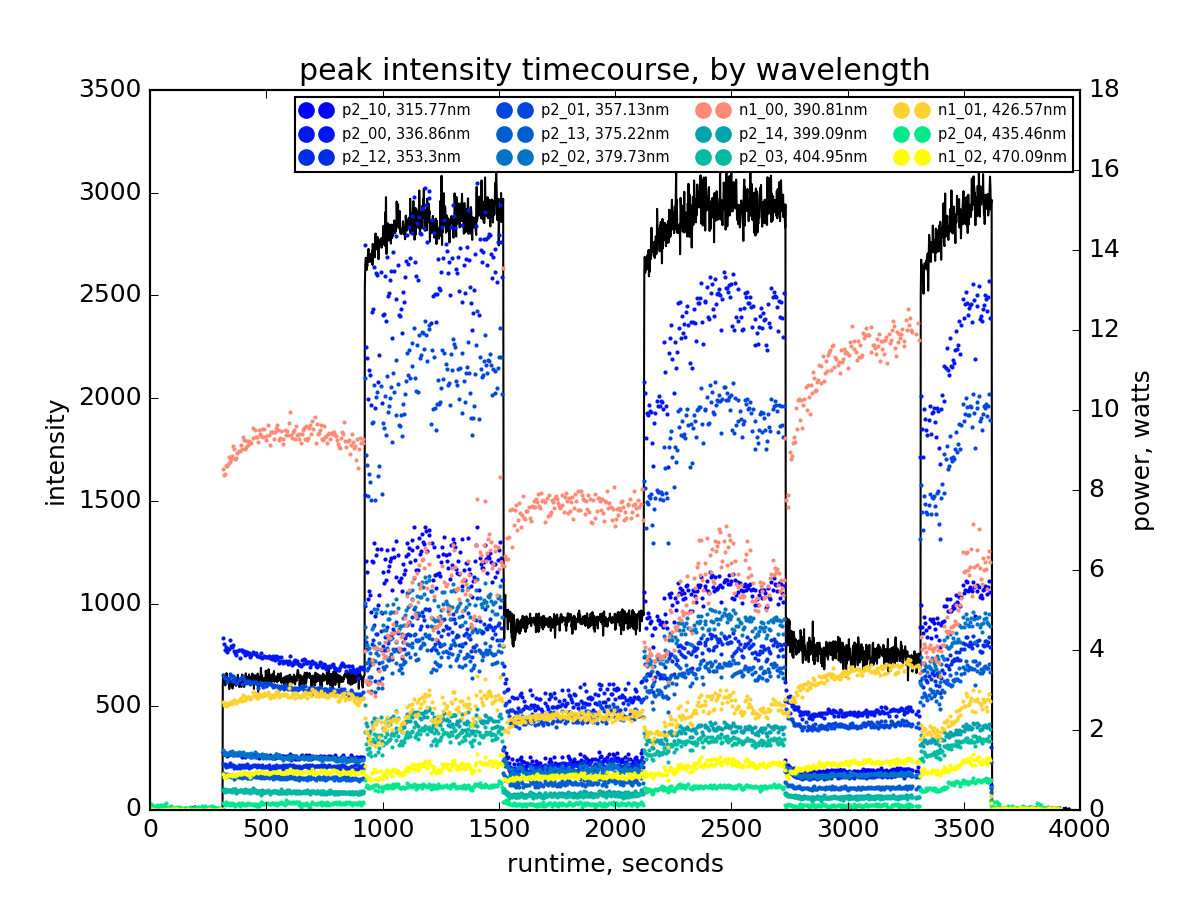 peak intensity timecourse, by wavelength
3500 18
p2_10, 315.77nm p2_01, 357.13nm n1_00, 390.81nm n1_01, 426.57nm
p2_00, 336.86nm p2_13, 375.22nm p2_14, 399.09nm p2_04, 435.46nm
p2_12, 353.3nm p2_02, 379.73nm p2_03, 404.95nm n1_02, 470.09nm
16
3000
14
2500
12
2000
10
intensity
power, watts
1500
8
6
1000
4
500
2
0 0
0 500 1000 1500 2000 2500 3000 3500 4000
runtime, seconds